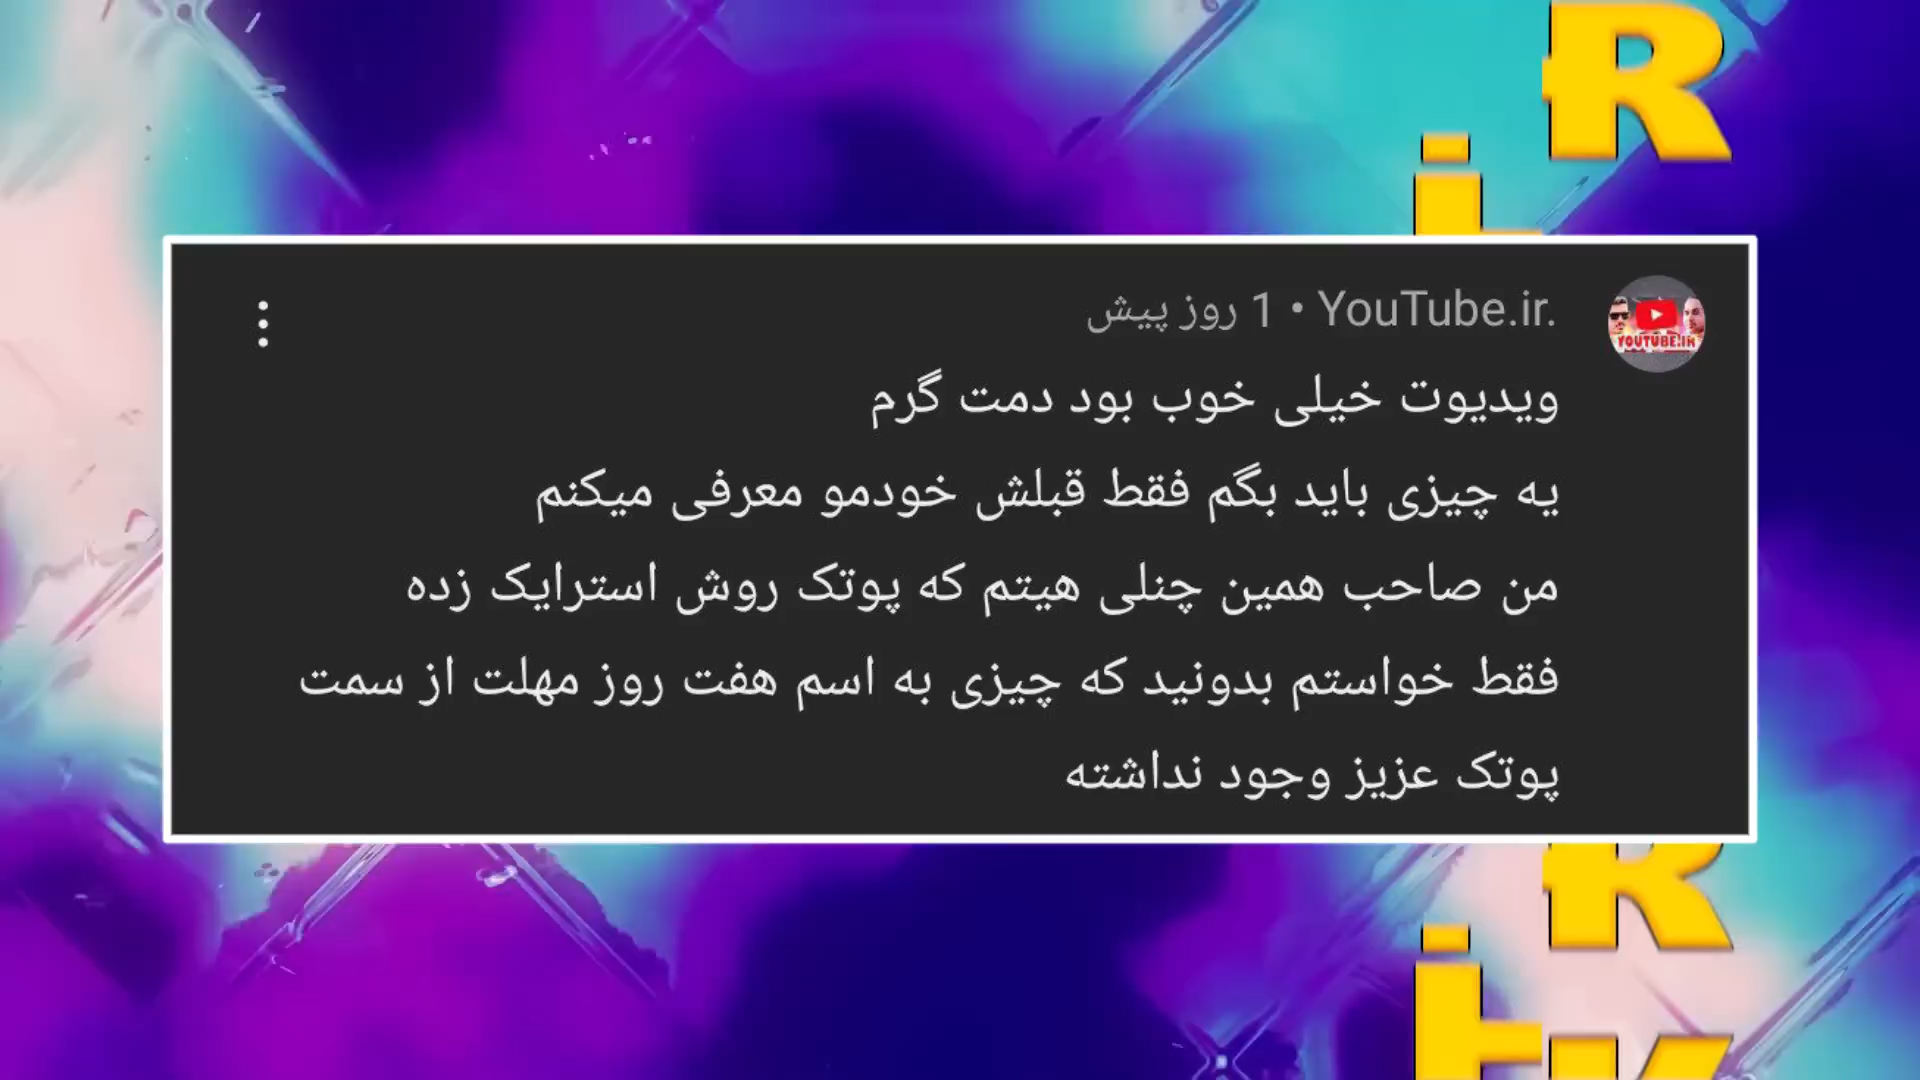 R
i
YouTube.ir. • 1 روز پیش
YOUTUBE.IR
ویدیوت خیلی خوب بود دمت گرم
یه چیزی باید بگم فقط قبلش خودمو معرفی میکنم
من صاحب همین چنلی هیتم که پوتک روش استرایک زده
فقط خواستم بدونید که چیزی به اسم هفت روز مهلت از سمت
پوتک عزیز وجود نداشته
R